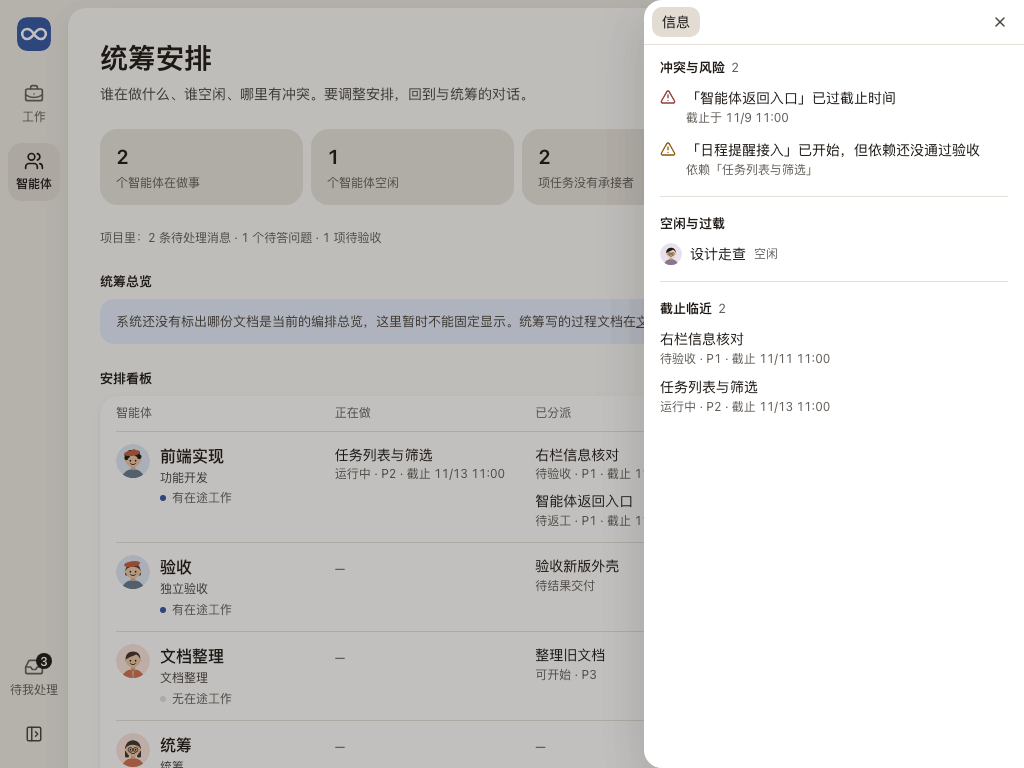 工作
智能体
3
待我处理
统筹安排
谁在做什么、谁空闲、哪里有冲突。要调整安排，回到与统筹的对话。
2
个智能体在做事
1
个智能体空闲
2
项任务没有承接者
项目里：2 条待处理消息 · 1 个待答问题 · 1 项待验收
统筹总览
系统还没有标出哪份文档是当前的编排总览，这里暂时不能固定显示。统筹写的过程文档在
安排看板
智能体
正在做
已分派
前端实现
功能开发
有在途工作
任务列表与筛选
运行中 · P2 · 截止 11/13 11:00
右栏信息核对
待验收 · P1 · 截止 1
智能体返回入口
待返工 · P1 · 截止 1
验收
独立验收
有在途工作
—
验收新版外壳
待结果交付
文档整理
文档整理
无在途工作
—
整理旧文档
可开始 · P3
统筹
统筹
—
—
信息
冲突与风险 2
「智能体返回入口」已过截止时间
截止于 11/9 11:00
「日程提醒接入」已开始，但依赖还没通过验收
依赖「任务列表与筛选」
空闲与过载
设计走查 空闲
截止临近 2
右栏信息核对
待验收 · P1 · 截止 11/11 11:00
任务列表与筛选
运行中 · P2 · 截止 11/13 11:00